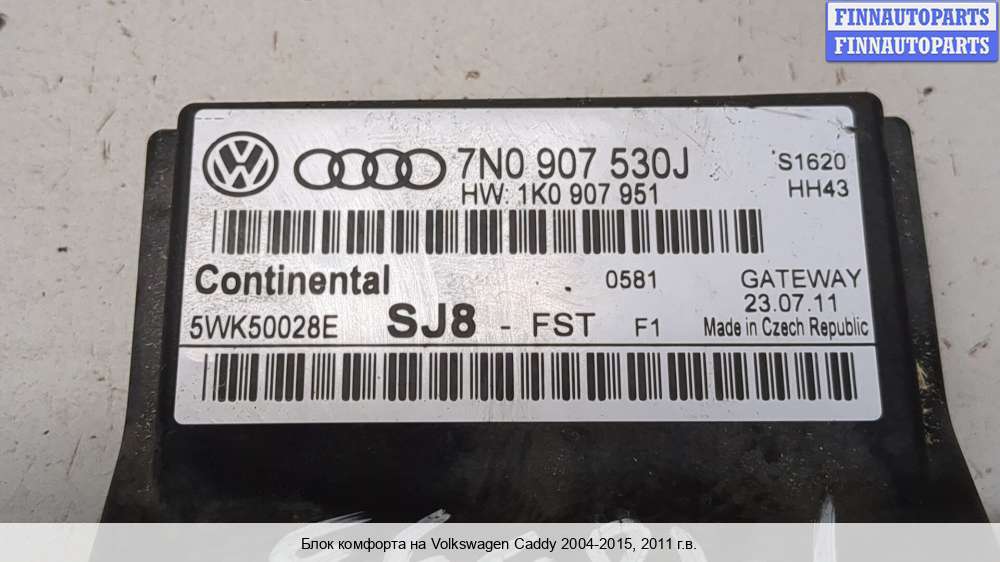 FINNAUTOPARTS
FINNAUTOPARTS
7N0 907 530J
S1620
HW: 1K0 907 951
HH43
Continental
0581
GATEWAY
23.07.11
5WK50028E
SJ8 - FST
F1
Made in Czech Republic
Блок комфорта на Volkswagen Caddy 2004-2015, 2011 г.в.